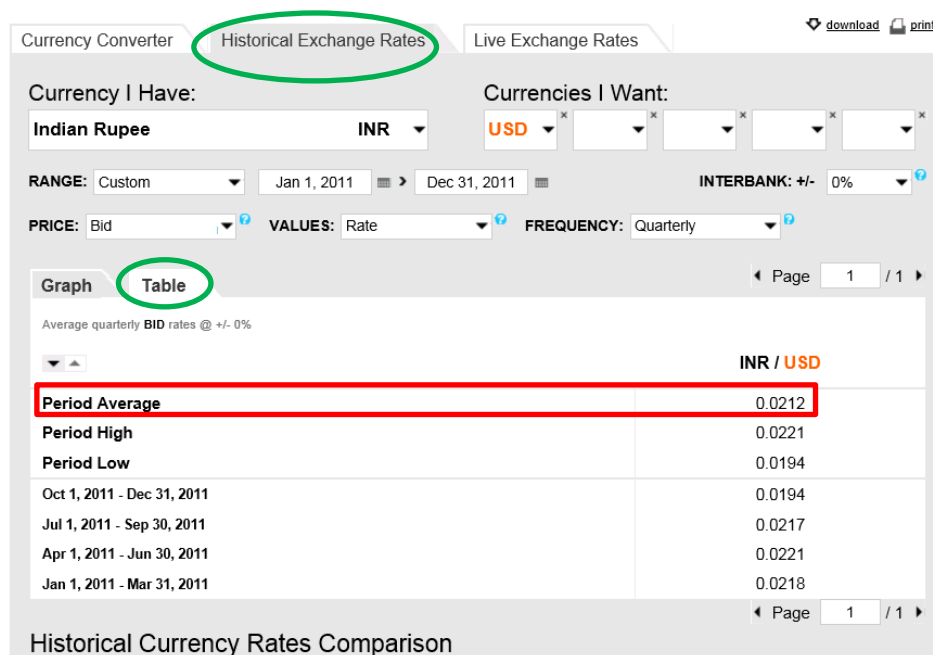 download print
Currency Converter Historical Exchange Rates Live Exchange Rates
Currency I Have: Currencies I Want:
Indian Rupee INR USD × × × × ×
RANGE: Custom Jan 1, 2011 > Dec 31, 2011 INTERBANK: +/- 0% ?
PRICE: Bid ? VALUES: Rate ? FREQUENCY: Quarterly ?
Graph Table Page 1 / 1
Average quarterly BID rates @ +/- 0%
INR / USD
Period Average 0.0212
Period High 0.0221
Period Low 0.0194
Oct 1, 2011 - Dec 31, 2011 0.0194
Jul 1, 2011 - Sep 30, 2011 0.0217
Apr 1, 2011 - Jun 30, 2011 0.0221
Jan 1, 2011 - Mar 31, 2011 0.0218
Page 1 / 1
Historical Currency Rates Comparison